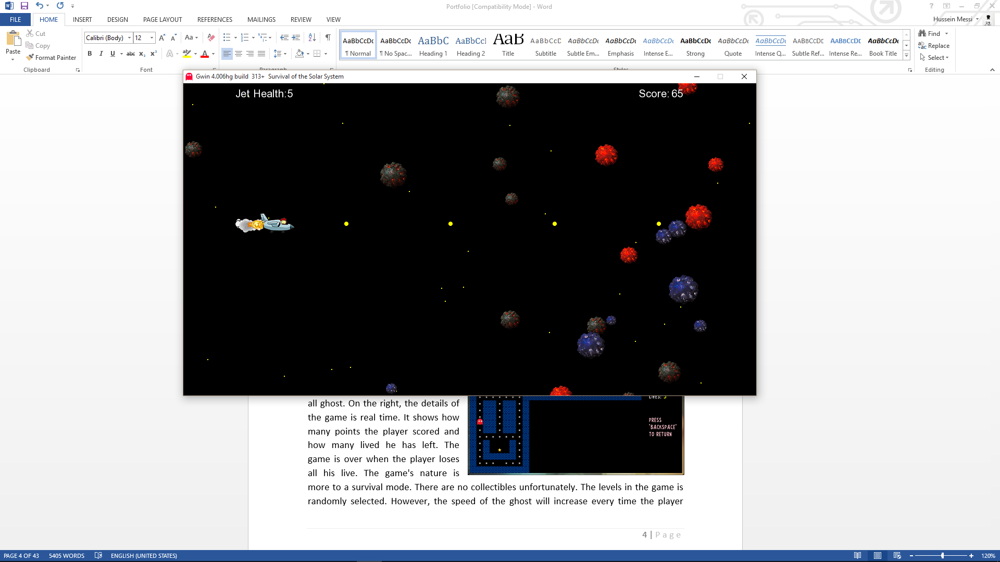 Portfolio [Compatibility Mode] - Word
FILE HOME INSERT DESIGN PAGE LAYOUT REFERENCES MAILINGS REVIEW VIEW
Hussein Messi
Paste
Cut
Copy
Format Painter
Clipboard
Calibri (Body) 12
Font
Paragraph
AaBbCcDc AaBbCcDc AaBbC AaBbCcI AaB AaBbCcD AaBbCcDc AaBbCcDc AaBbCcDc AaBbCcDc AaBbCcDc AaBbCcDc AABBCCDE AABBCCDE AaBbCcDc
¶ Normal ¶ No Spac... Heading 1 Heading 2 Title Subtitle Subtle Em... Emphasis Intense E... Strong Quote Intense Q... Subtle Ref... Intense Re... Book Title
Styles
Find
Replace
Select
Editing
Gwin 4.006hg build 313+ Survival of the Solar System
Jet Health:5
Score: 65
all ghost. On the right, the details of
the game is real time. It shows how
many points the player scored and
how many lived he has left. The
game is over when the player loses
all his live. The game's nature is
more to a survival mode. There are no collectibles unfortunately. The levels in the game is
randomly selected. However, the speed of the ghost will increase every time the player
PRESS
'BACKSPACE'
TO RETURN
4 | Page
PAGE 4 OF 43 5405 WORDS ENGLISH (UNITED STATES)
120%